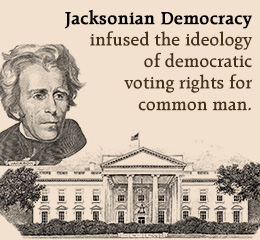 Jacksonian Democracy
infused the ideology
of democratic
voting rights for
common man.